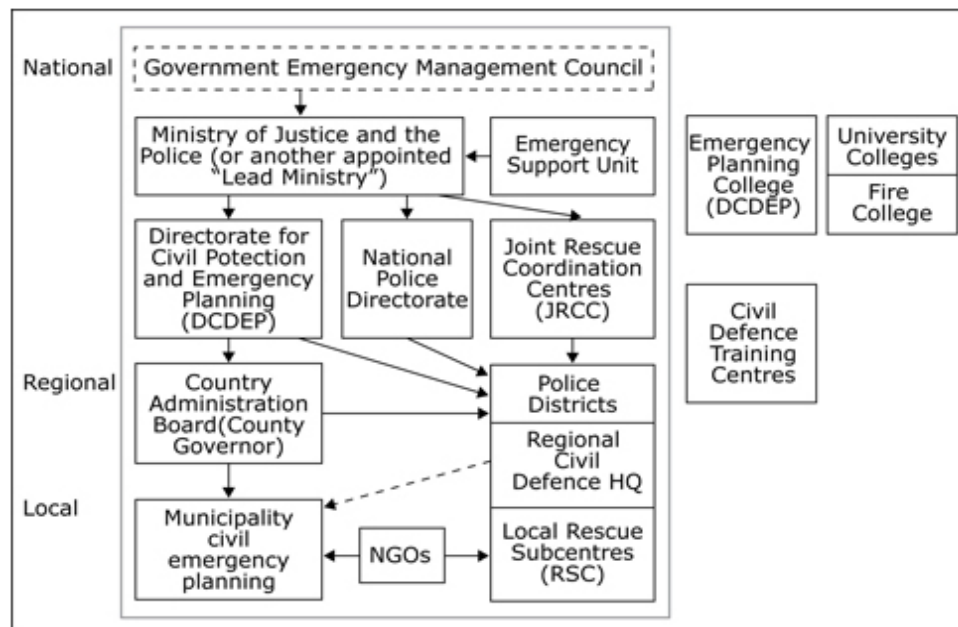 National
Government Emergency Management Council
Ministry of Justice and the
Police (or another appointed
“Lead Ministry”)
Emergency
Support Unit
Emergency
Planning
College
(DCDEP)
University
Colleges
Fire
College
Directorate for
Civil Potection
and Emergency
Planning
(DCDEP)
National
Police
Directorate
Joint Rescue
Coordination
Centres
(JRCC)
Civil
Defence
Training
Centres
Regional
Country
Administration
Board(County
Governor)
Police
Districts
Regional
Civil
Defence HQ
Local
Municipality
civil
emergency
planning
NGOs
Local Rescue
Subcentres
(RSC)